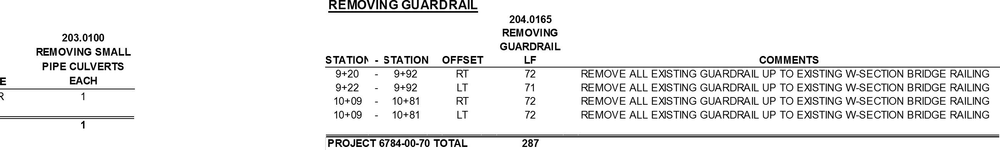 203.0100
REMOVING SMALL
PIPE CULVERTS
E EACH
R 1
1
REMOVING GUARDRAIL
204.0165
REMOVING
GUARDRAIL
STATION - STATION OFFSET LF COMMENTS
9+20 - 9+92 RT 72 REMOVE ALL EXISTING GUARDRAIL UP TO EXISTING W-SECTION BRIDGE RAILING
9+22 - 9+92 LT 71 REMOVE ALL EXISTING GUARDRAIL UP TO EXISTING W-SECTION BRIDGE RAILING
10+09 - 10+81 RT 72 REMOVE ALL EXISTING GUARDRAIL UP TO EXISTING W-SECTION BRIDGE RAILING
10+09 - 10+81 LT 72 REMOVE ALL EXISTING GUARDRAIL UP TO EXISTING W-SECTION BRIDGE RAILING
PROJECT 6784-00-70 TOTAL 287